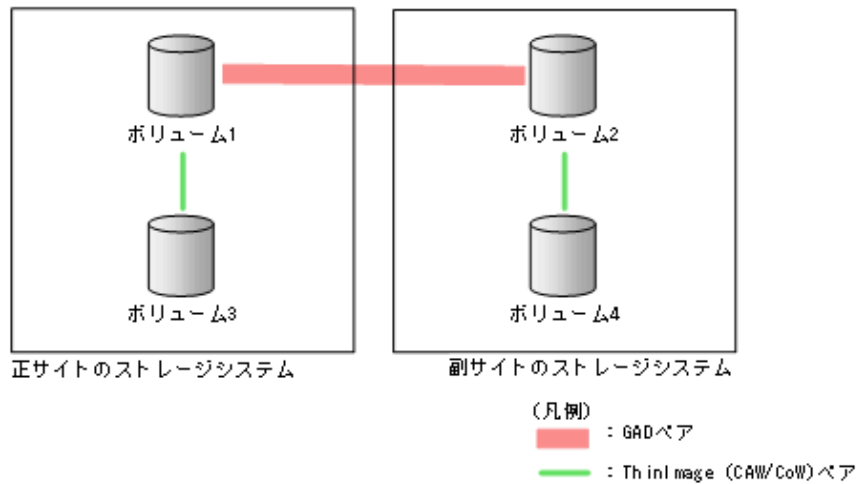 ボリューム1
ボリューム2
ボリューム3
ボリューム4
正サイトのストレージシステム
副サイトのストレージシステム
(凡例)
：GADペア
：ThinImage (CAW/CoW)ペア